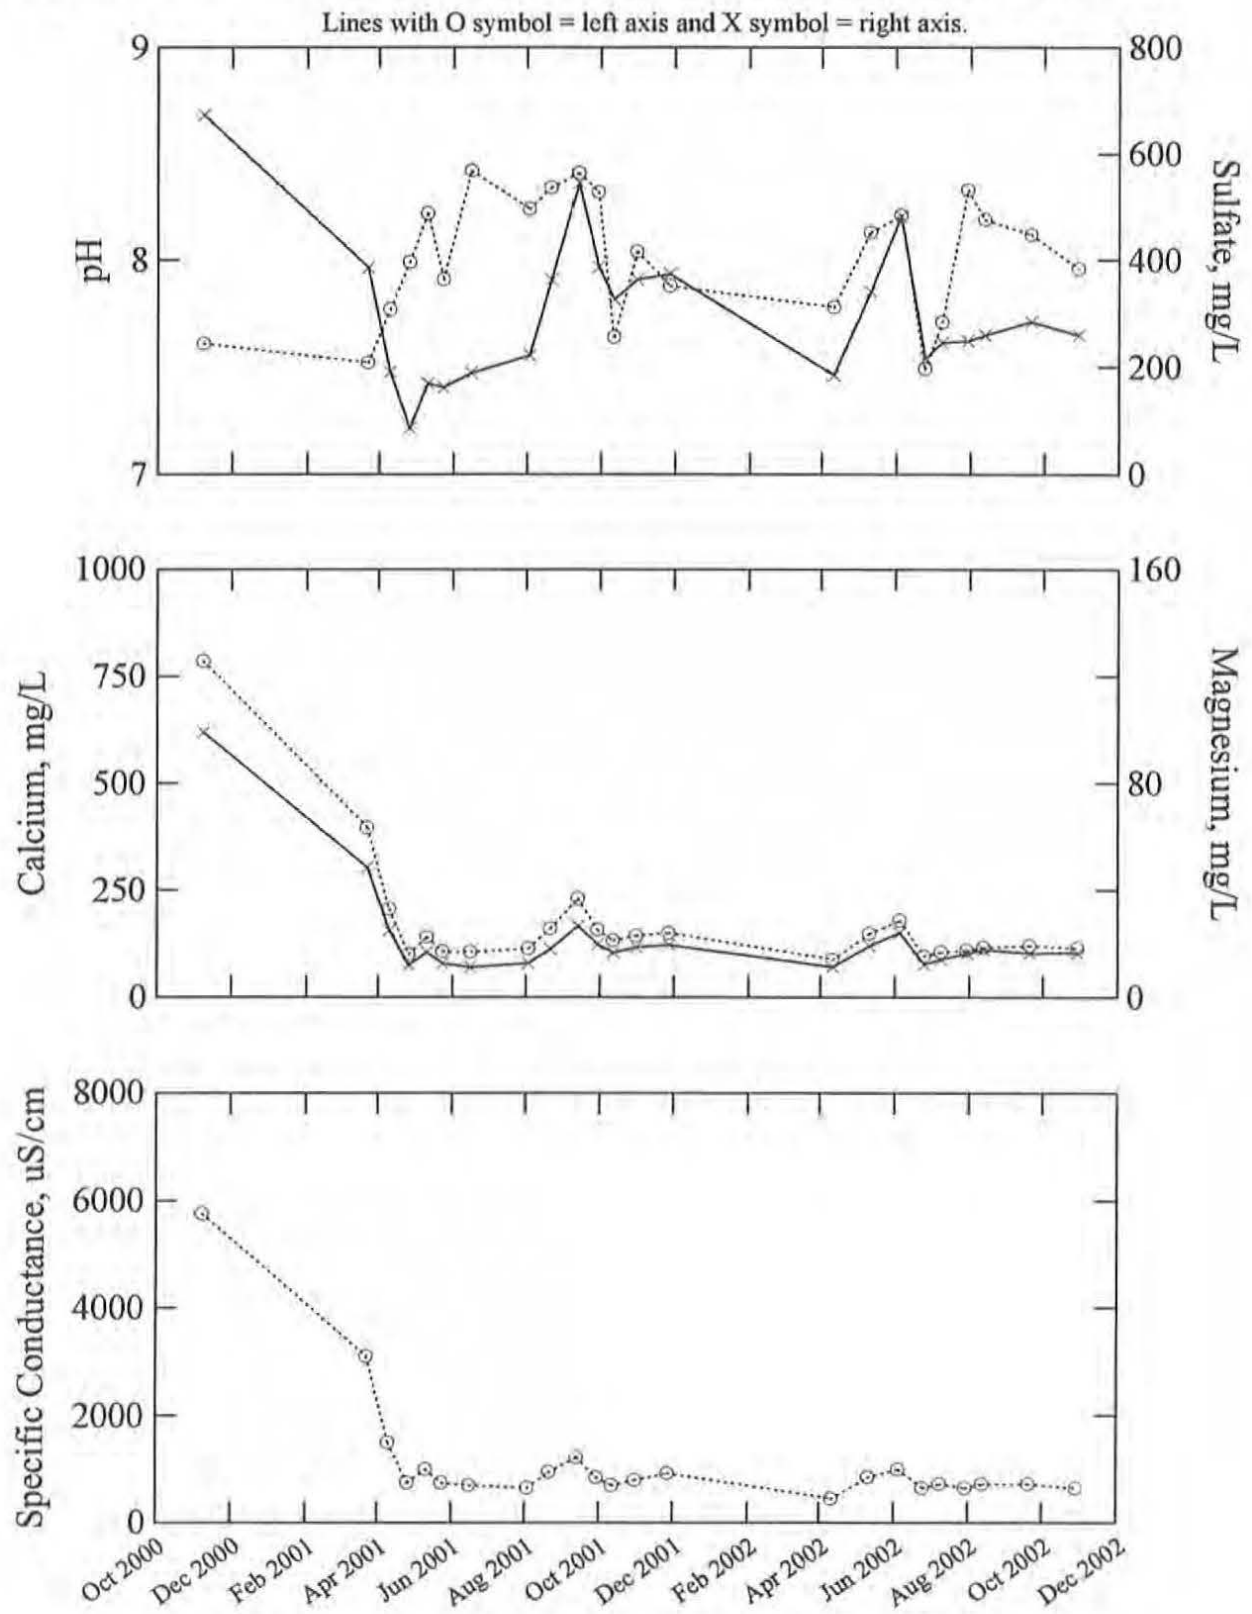 Lines with O symbol = left axis and X symbol = right axis.
9
8
7
pH
800
600
400
200
0
Sulfate, mg/L
1000
750
500
250
0
Calcium, mg/L
160
80
0
Magnesium, mg/L
8000
6000
4000
2000
0
Specific Conductance, uS/cm
Oct 2000
Dec 2000
Feb 2001
Apr 2001
Jun 2001
Aug 2001
Oct 2001
Dec 2001
Feb 2002
Apr 2002
Jun 2002
Aug 2002
Oct 2002
Dec 2002